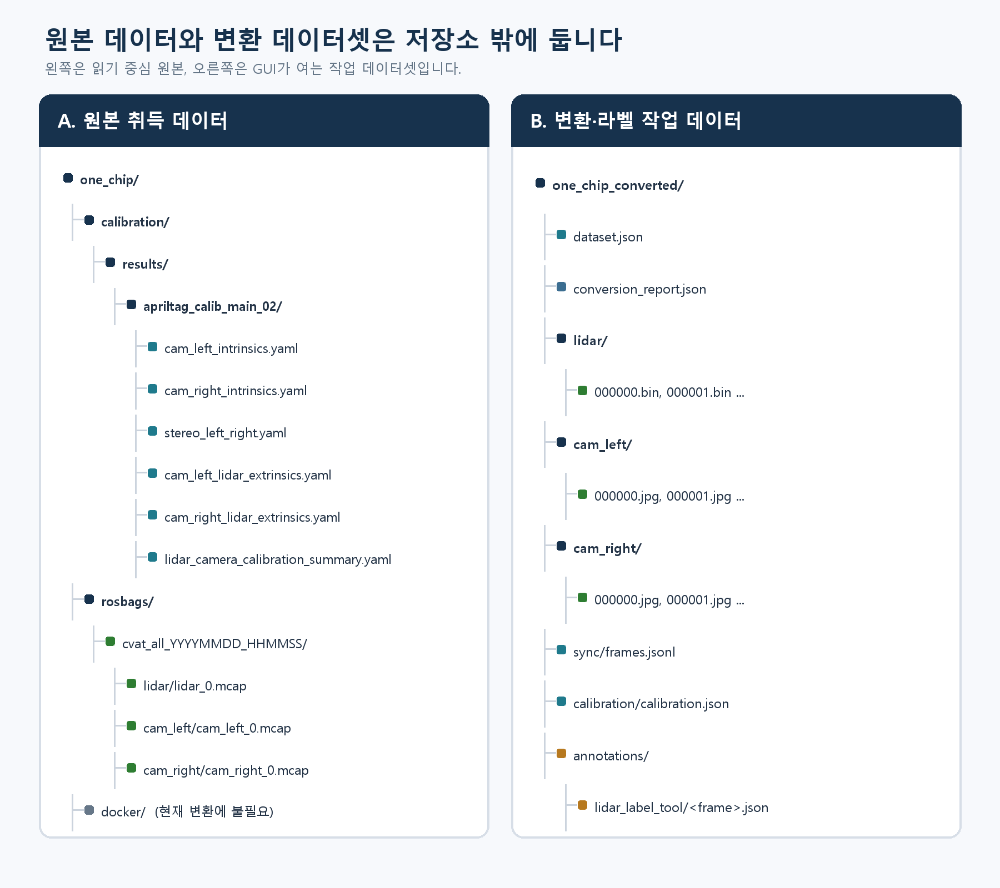 원본 데이터와 변환 데이터셋은 저장소 밖에 둡니다
왼쪽은 읽기 중심 원본, 오른쪽은 GUI가 여는 작업 데이터셋입니다.
A. 원본 취득 데이터
one_chip/
calibration/
results/
apriltag_calib_main_02/
cam_left_intrinsics.yaml
cam_right_intrinsics.yaml
stereo_left_right.yaml
cam_left_lidar_extrinsics.yaml
cam_right_lidar_extrinsics.yaml
lidar_camera_calibration_summary.yaml
rosbags/
cvat_all_YYYYMMDD_HHMMSS/
lidar/lidar_0.mcap
cam_left/cam_left_0.mcap
cam_right/cam_right_0.mcap
docker/  (현재 변환에 불필요)
B. 변환·라벨 작업 데이터
one_chip_converted/
dataset.json
conversion_report.json
lidar/
000000.bin, 000001.bin ...
cam_left/
000000.jpg, 000001.jpg ...
cam_right/
000000.jpg, 000001.jpg ...
sync/frames.jsonl
calibration/calibration.json
annotations/
lidar_label_tool/<frame>.json